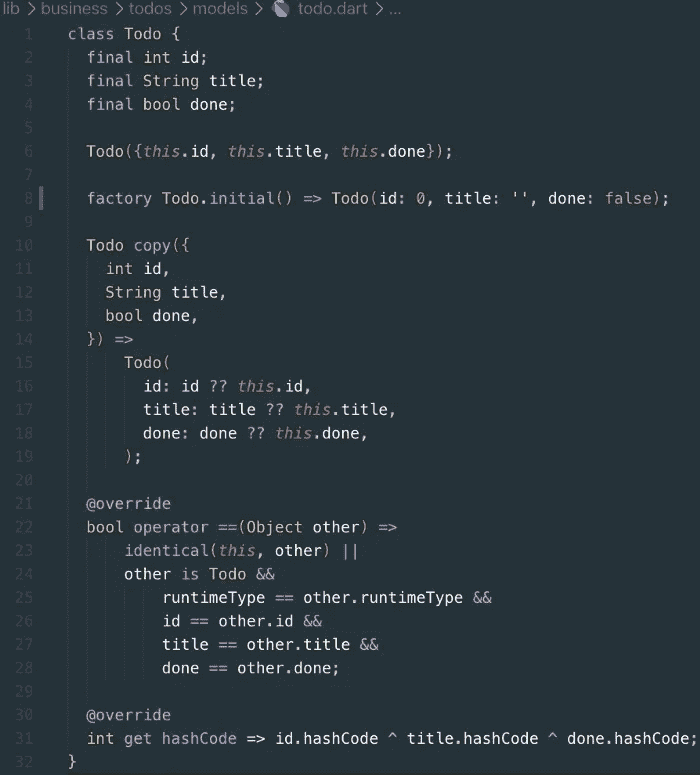 lib > business > todos > models > todo.dart > ...
1 class Todo {
2   final int id;
3   final String title;
4   final bool done;
5
6   Todo({this.id, this.title, this.done});
7
8   factory Todo.initial() => Todo(id: 0, title: '', done: false);
9
10   Todo copy({
11     int id,
12     String title,
13     bool done,
14   }) =>
15       Todo(
16         id: id ?? this.id,
17         title: title ?? this.title,
18         done: done ?? this.done,
19       );
20
21   @override
22   bool operator ==(Object other) =>
23       identical(this, other) ||
24       other is Todo &&
25           runtimeType == other.runtimeType &&
26           id == other.id &&
27           title == other.title &&
28           done == other.done;
29
30   @override
31   int get hashCode => id.hashCode ^ title.hashCode ^ done.hashCode;
32 }